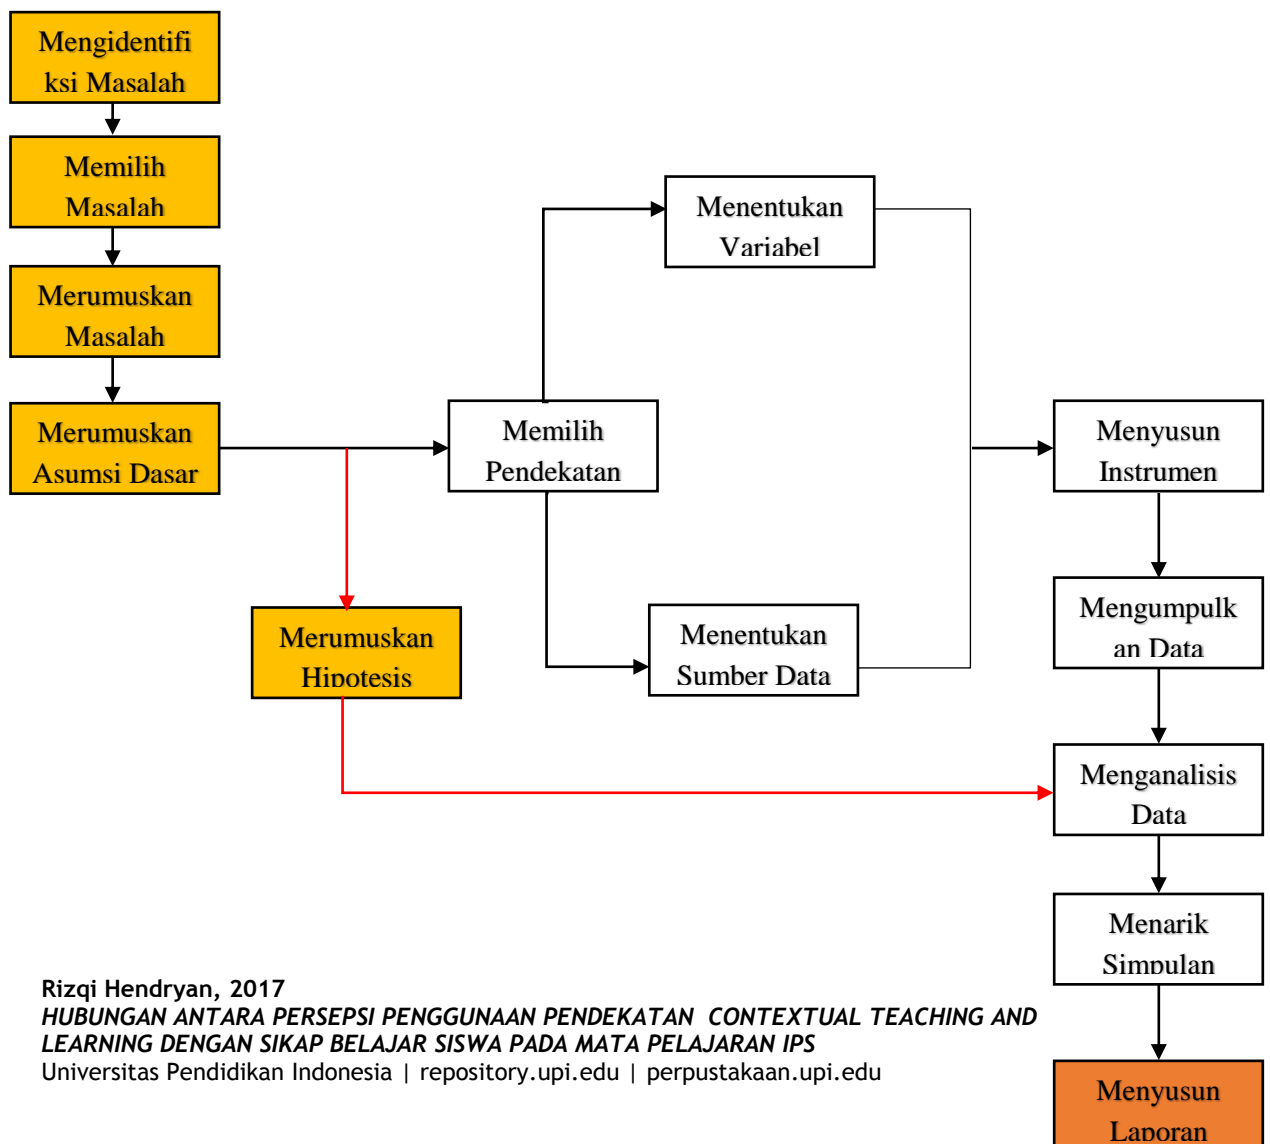 Mengidentifi
ksi Masalah
Memilih
Masalah
Merumuskan
Masalah
Merumuskan
Asumsi Dasar
Memilih
Pendekatan
Menentukan
Variabel
Menentukan
Sumber Data
Merumuskan
Hipotesis
Menyusun
Instrumen
Mengumpulk
an Data
Menganalisis
Data
Menarik
Simpulan
Menyusun
Laporan
Rizqi Hendryan, 2017
HUBUNGAN ANTARA PERSEPSI PENGGUNAAN PENDEKATAN CONTEXTUAL TEACHING AND
LEARNING DENGAN SIKAP BELAJAR SISWA PADA MATA PELAJARAN IPS
Universitas Pendidikan Indonesia | repository.upi.edu | perpustakaan.upi.edu